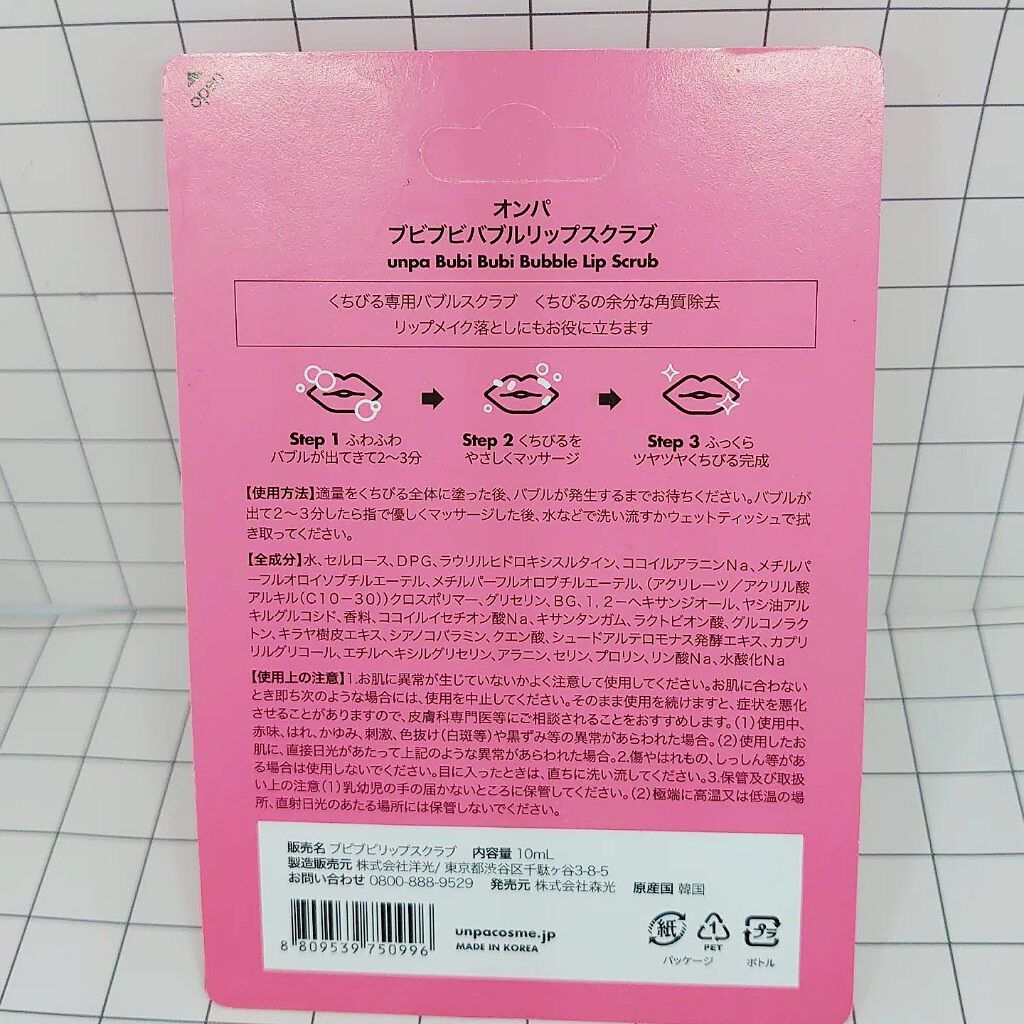 open
オンパ
ブビブビバブルリップスクラブ
unpa Bubi Bubi Bubble Lip Scrub
くちびる専用バブルスクラブ　くちびるの余分な角質除去
リップメイク落としにもお役に立ちます
Step 1 ふわふわ
バブルが出てきて2〜3分
Step 2 くちびるを
やさしくマッサージ
Step 3 ふっくら
ツヤツヤくちびる完成
【使用方法】適量をくちびる全体に塗った後、バブルが発生するまでお待ちください。バブルが
出て2〜3分したら指で優しくマッサージした後、水などで洗い流すかウェットティッシュで拭
き取ってください。
【全成分】水、セルロース、DPG、ラウリルヒドロキシスルタイン、ココイルアラニンNa、メチルパ
ーフルオロイソブチルエーテル、メチルパーフルオロブチルエーテル、（アクリレーツ／アクリル酸
アルキル（C10－30））クロスポリマー、グリセリン、BG、1，2－ヘキサンジオール、ヤシ油アル
キルグルコシド、香料、ココイルイセチオン酸Na、キサンタンガム、ラクトビオン酸、グルコノラク
トン、キラヤ樹皮エキス、シアノコバラミン、クエン酸、シュードアルテロモナス発酵エキス、カプリ
リルグリコール、エチルヘキシルグリセリン、アラニン、セリン、プロリン、リン酸Na、水酸化Na
【使用上の注意】1.お肌に異常が生じていないかよく注意して使用してください。お肌に合わない
とき即ち次のような場合には、使用を中止してください。そのまま使用を続けますと、症状を悪化
させることがありますので、皮膚科専門医等にご相談されることをおすすめします。（1）使用中、
赤味、はれ、かゆみ、刺激、色抜け（白斑等）や黒ずみ等の異常があらわれた場合。（2）使用したお
肌に、直接日光があたって上記のような異常があらわれた場合。2.傷やはれもの、しっしん等があ
る場合は使用しないでください。目に入ったときは、直ちに洗い流してください。3.保管及び取扱
い上の注意（1）乳幼児の手の届かないところに保管してください。（2）極端に高温又は低温の場
所、直射日光のあたる場所には保管しないでください。
販売名 ブビブビリップスクラブ　内容量 10mL
製造販売元 株式会社洋光/ 東京都渋谷区千駄ヶ谷3-8-5
お問い合わせ 0800-888-9529　発売元 株式会社森光　原産国 韓国
8 809539 750996
unpacosme.jp
MADE IN KOREA
紙
パッケージ
1
PET
プラ
ボトル